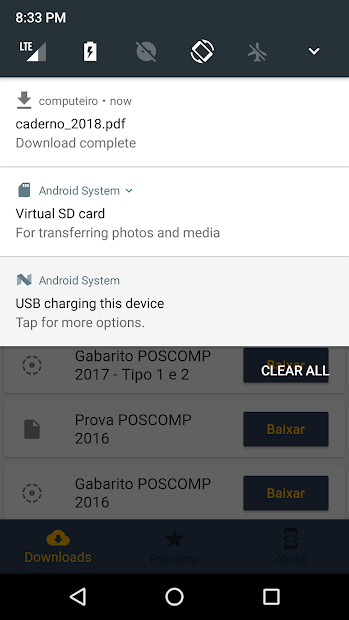 8:33 PM
LTE
computeiro • now
caderno_2018.pdf
Download complete
Android System
Virtual SD card
For transferring photos and media
Android System
USB charging this device
Tap for more options.
Gabarito POSCOMP
2017 - Tipo 1 e 2
Baixar
CLEAR ALL
Prova POSCOMP
2016
Baixar
Gabarito POSCOMP
2016
Baixar
Downloads
Poscomp
About